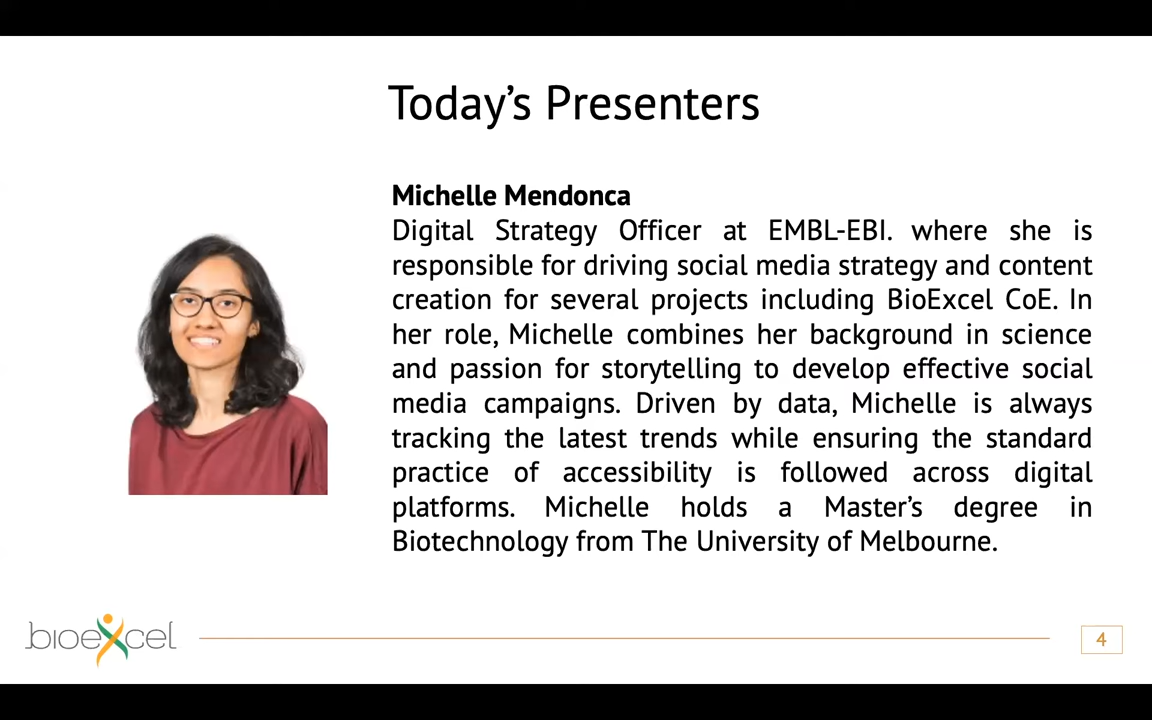 Today’s Presenters
Michelle Mendonca
Digital Strategy Officer at EMBL-EBI. where she is
responsible for driving social media strategy and content
creation for several projects including BioExcel CoE. In
her role, Michelle combines her background in science
and passion for storytelling to develop effective social
media campaigns. Driven by data, Michelle is always
tracking the latest trends while ensuring the standard
practice of accessibility is followed across digital
platforms. Michelle holds a Master’s degree in
Biotechnology from The University of Melbourne.
bioexcel
4